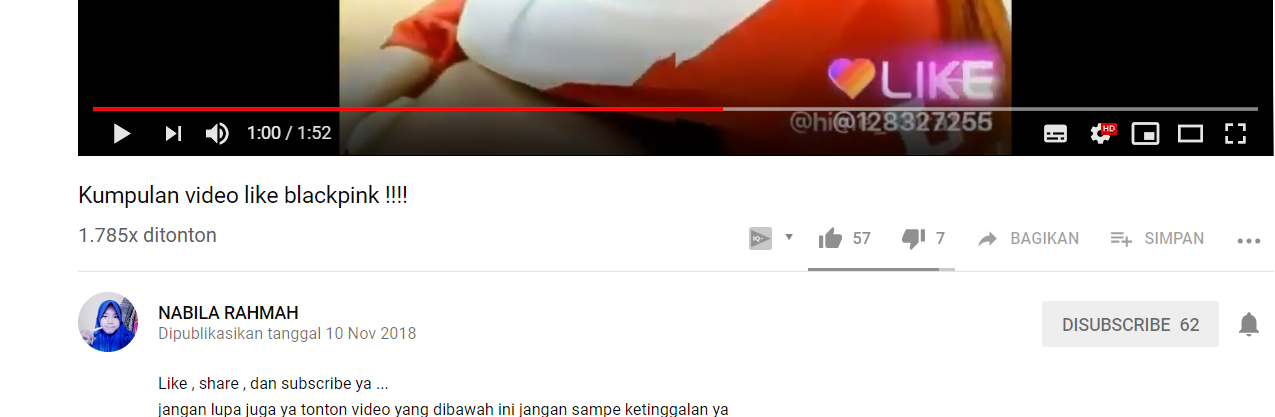 LIKE
@hi@128327255
1:00 / 1:52
HD
Kumpulan video like blackpink !!!!
1.785x ditonton
57
7
BAGIKAN
SIMPAN
NABILA RAHMAH
Dipublikasikan tanggal 10 Nov 2018
DISUBSCRIBE 62
Like , share , dan subscribe ya ...
jangan lupa juga ya tonton video yang dibawah ini jangan sampe ketinggalan ya